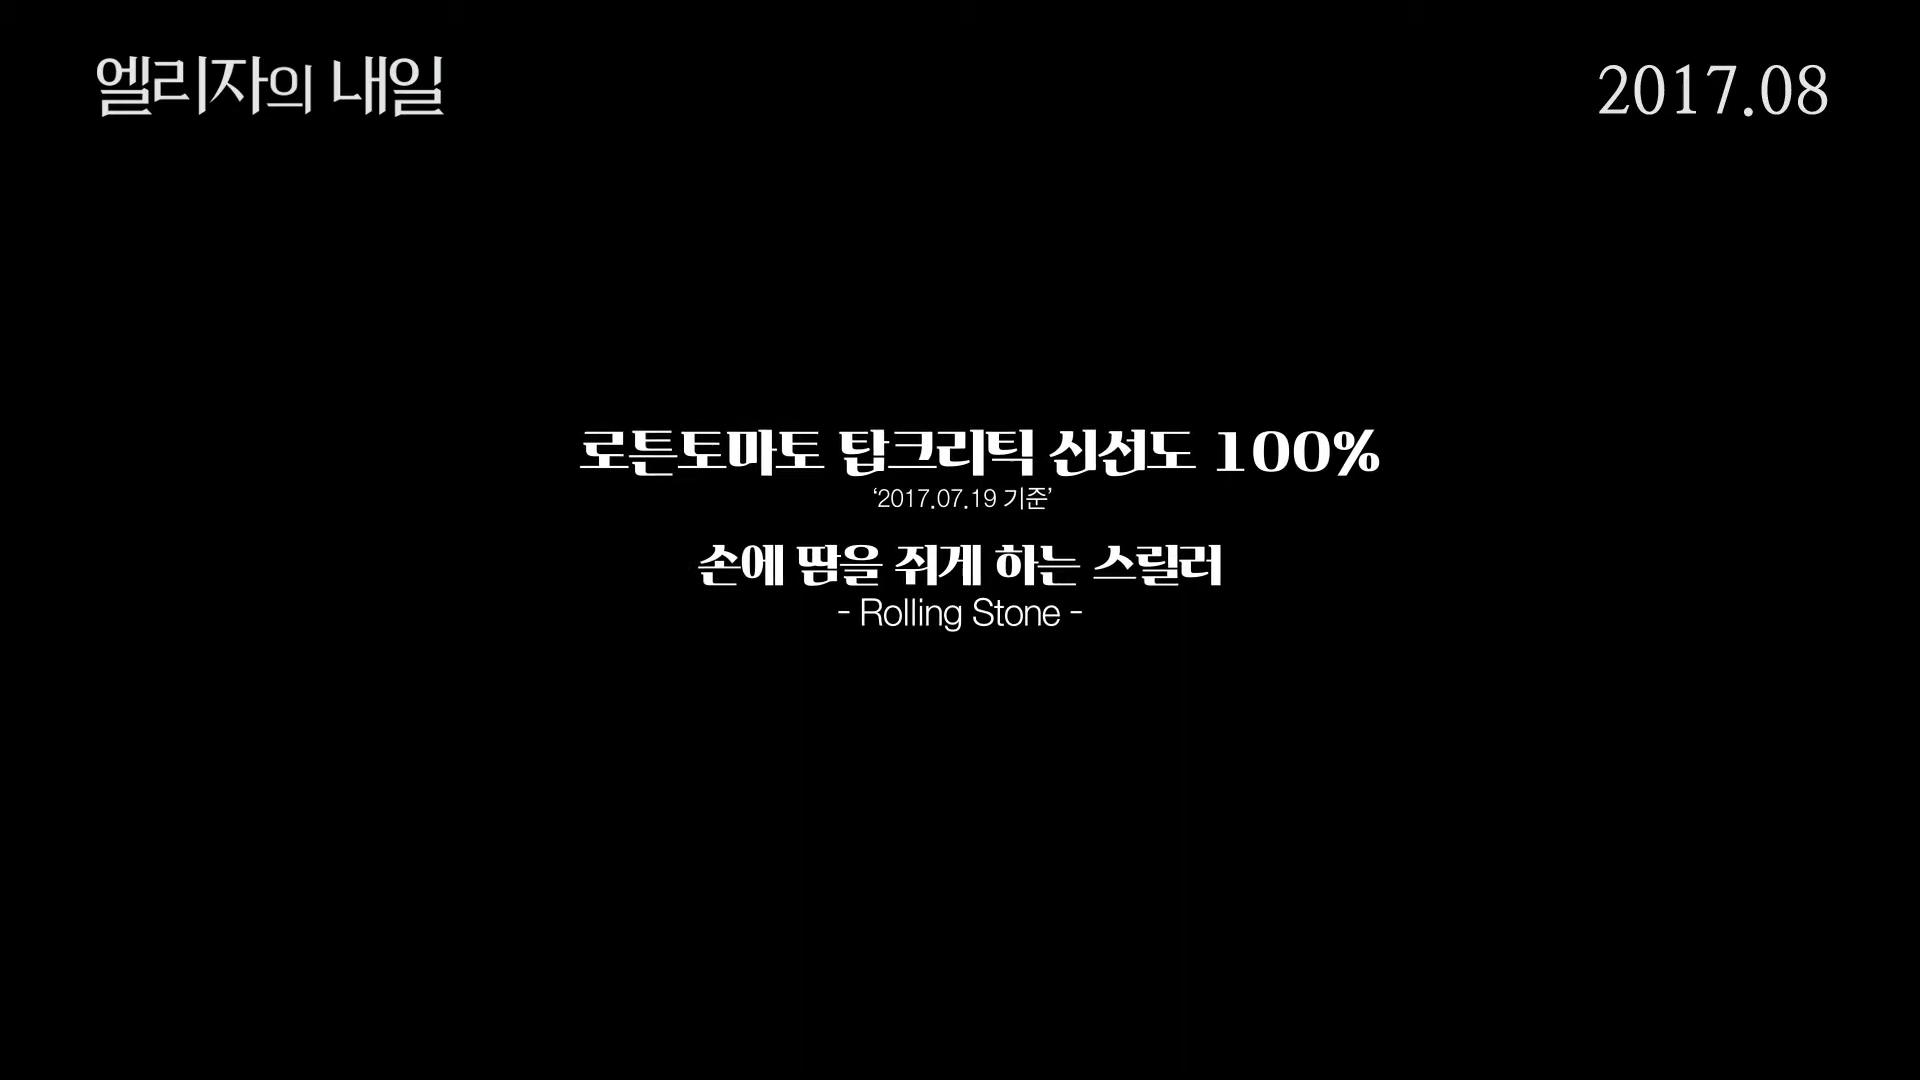 엘리자의 내일
2017.08
로튼토마토 탑크리틱 신선도 100%
‘2017.07.19 기준’
손에 땀을 쥐게 하는 스릴러
- Rolling Stone -